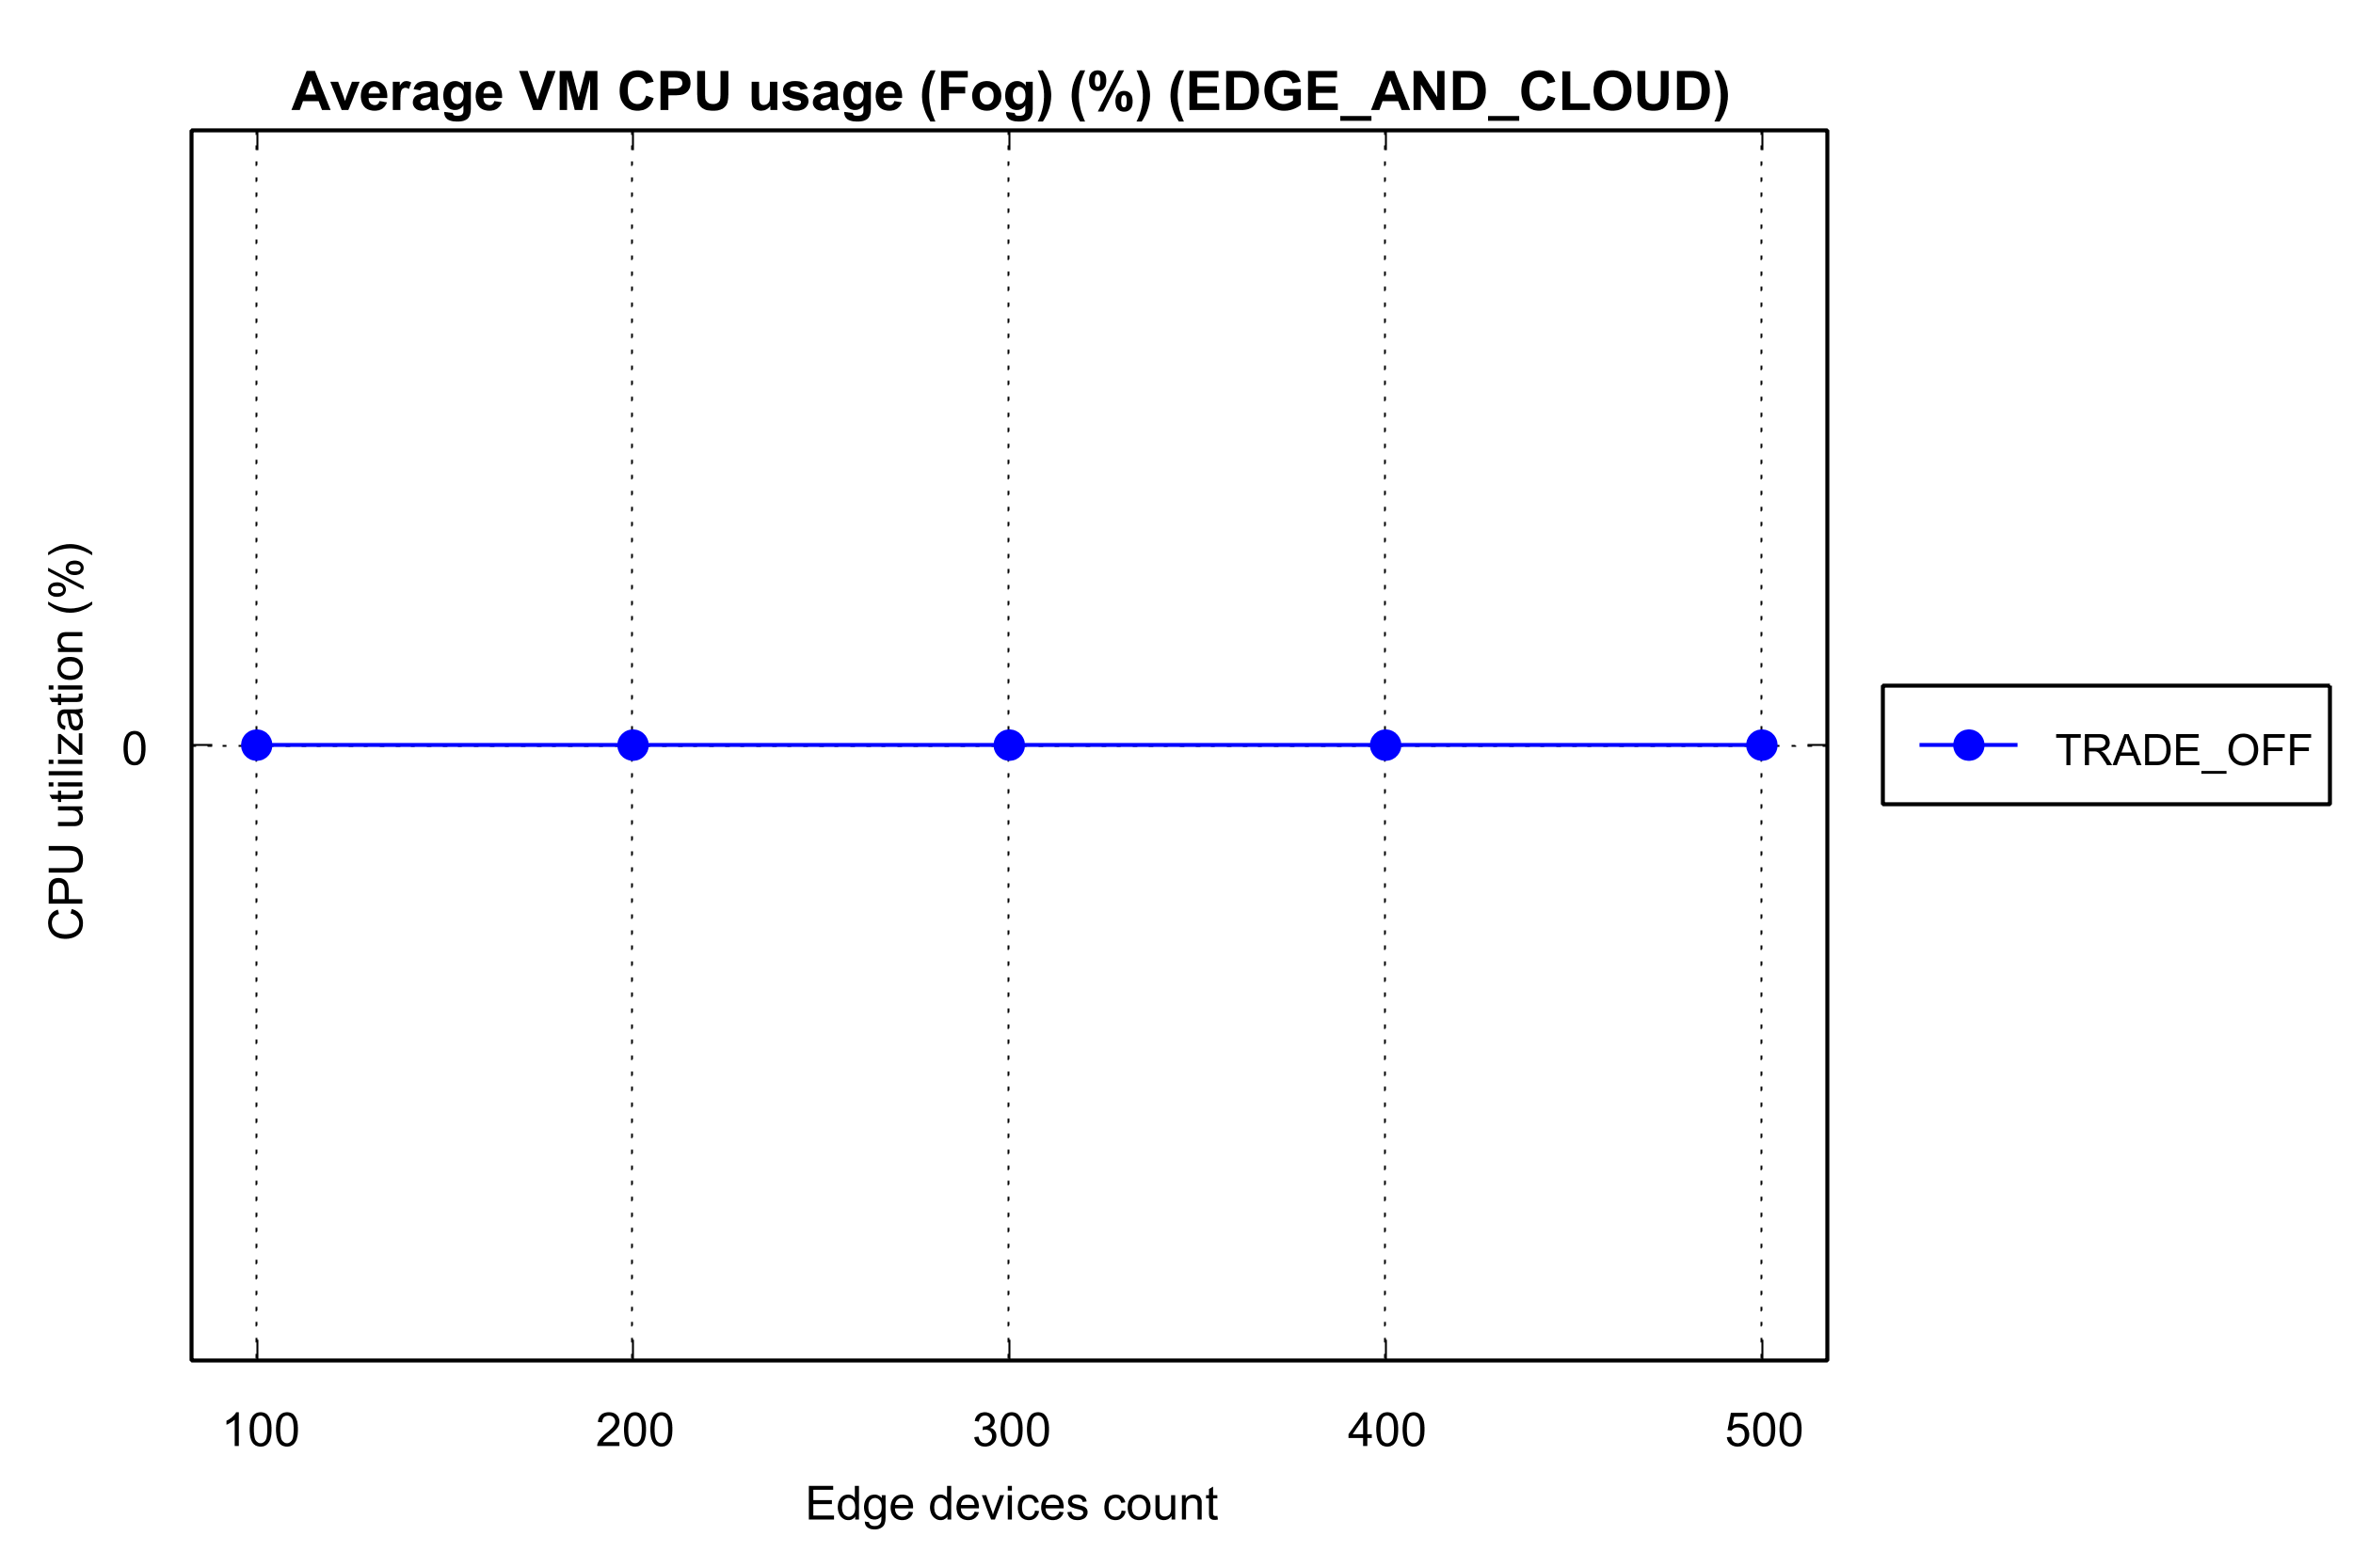 Average VM CPU usage (Fog) (%) (EDGE_AND_CLOUD)
CPU utilization (%)
0
TRADE_OFF
100 200 300 400 500
Edge devices count